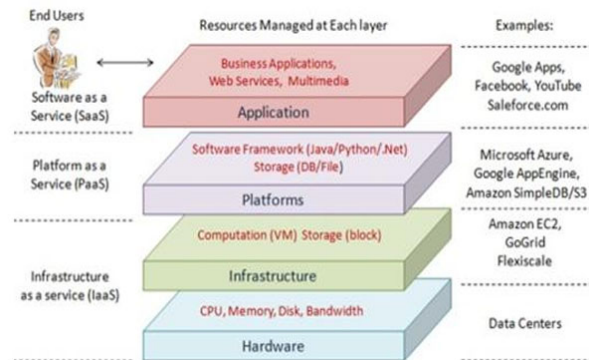 End Users
Resources Managed at Each layer
Examples:
Business Applications,
Web Services, Multimedia
Application
Software as a
Service (SaaS)
Google Apps,
Facebook, YouTube
Saleforce.com
Software Framework (Java/Python/.Net)
Storage (DB/File)
Platforms
Platform as a
Service (PaaS)
Microsoft Azure,
Google AppEngine,
Amazon SimpleDB/S3
Computation (VM) Storage (block)
Infrastructure
Amazon EC2,
GoGrid
Flexiscale
Infrastructure
as a service (IaaS)
CPU, Memory, Disk, Bandwidth
Hardware
Data Centers